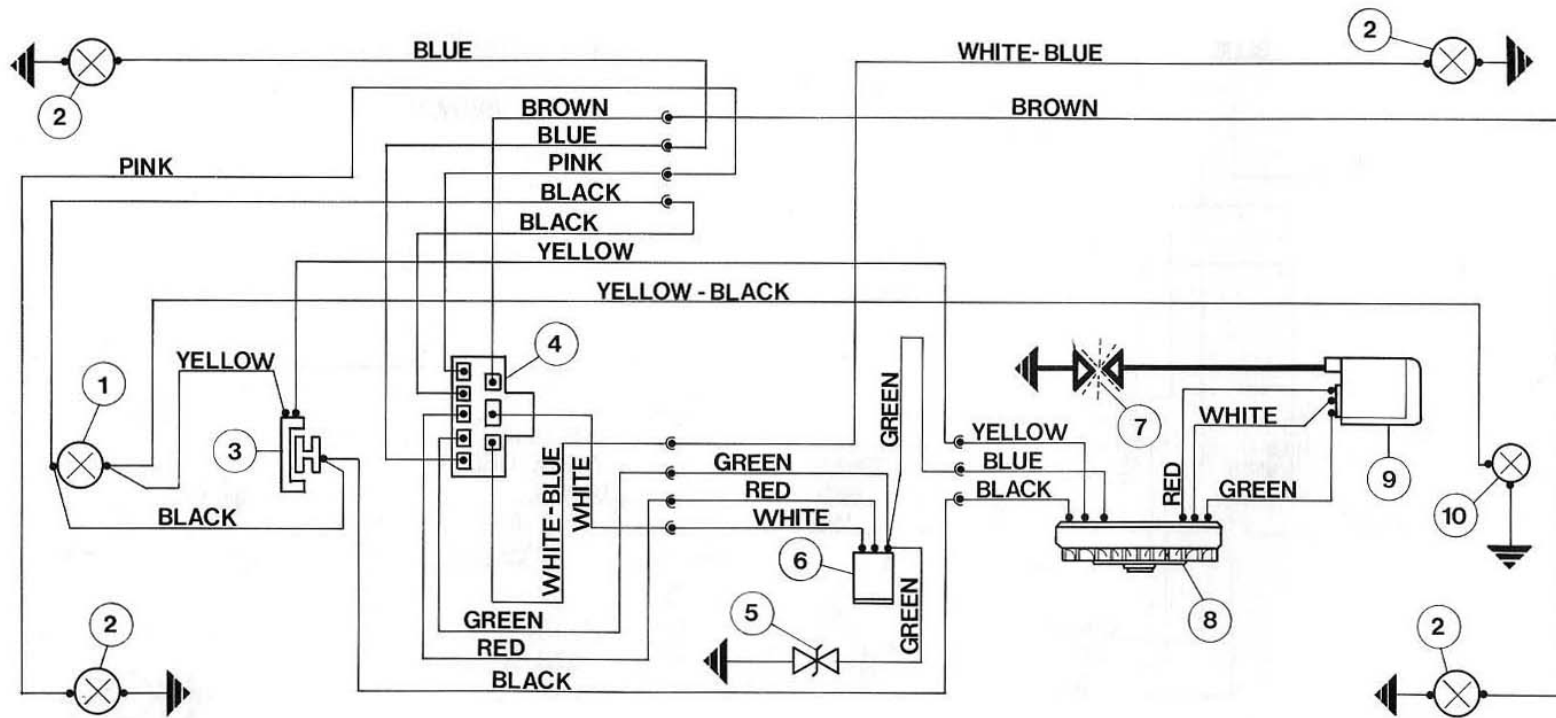 BLUE
WHITE-BLUE
2
2
BROWN
BROWN
BLUE
PINK
PINK
BLACK
BLACK
YELLOW
YELLOW - BLACK
4
YELLOW
1
GREEN
7
WHITE
3
YELLOW
9
GREEN
BLUE
RED
RED
BLACK
GREEN
10
BLACK
WHITE-BLUE
WHITE
WHITE
6
GREEN
5
8
GREEN
2
RED
2
BLACK